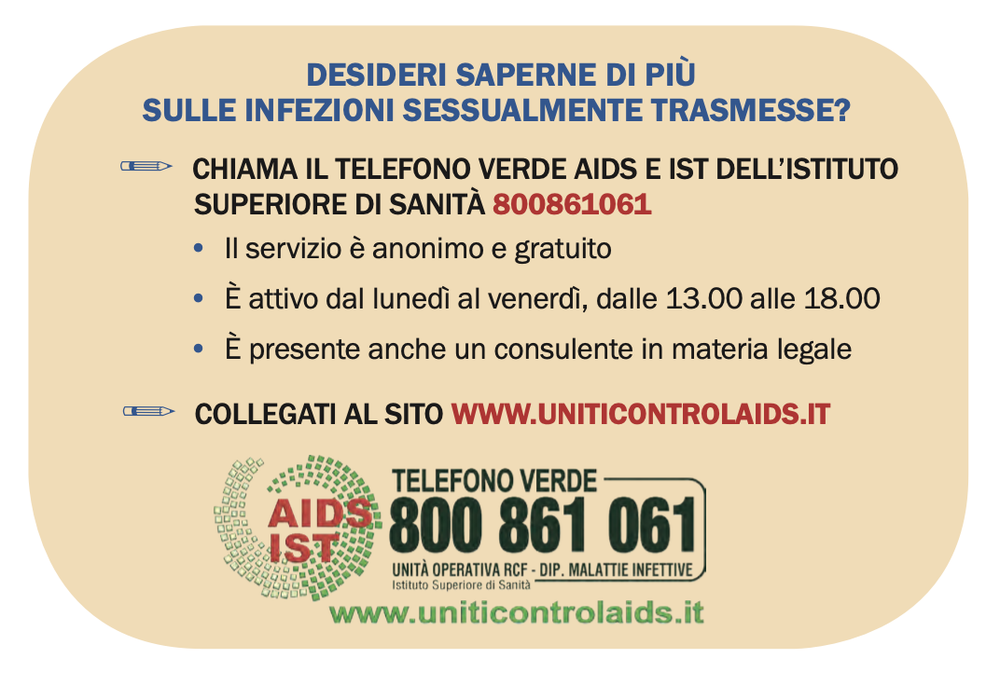 DESIDERI SAPERNE DI PIÙ
SULLE INFEZIONI SESSUALMENTE TRASMESSE?
CHIAMA IL TELEFONO VERDE AIDS E IST DELL'ISTITUTO
SUPERIORE DI SANITÀ 800861061
• Il servizio è anonimo e gratuito
• È attivo dal lunedì al venerdì, dalle 13.00 alle 18.00
• È presente anche un consulente in materia legale
COLLEGATI AL SITO WWW.UNITICONTROLAIDS.IT
AIDS
IST
TELEFONO VERDE
800 861 061
UNITÀ OPERATIVA RCF - DIP. MALATTIE INFETTIVE
Istituto Superiore di Sanità
www.uniticontrolaids.it